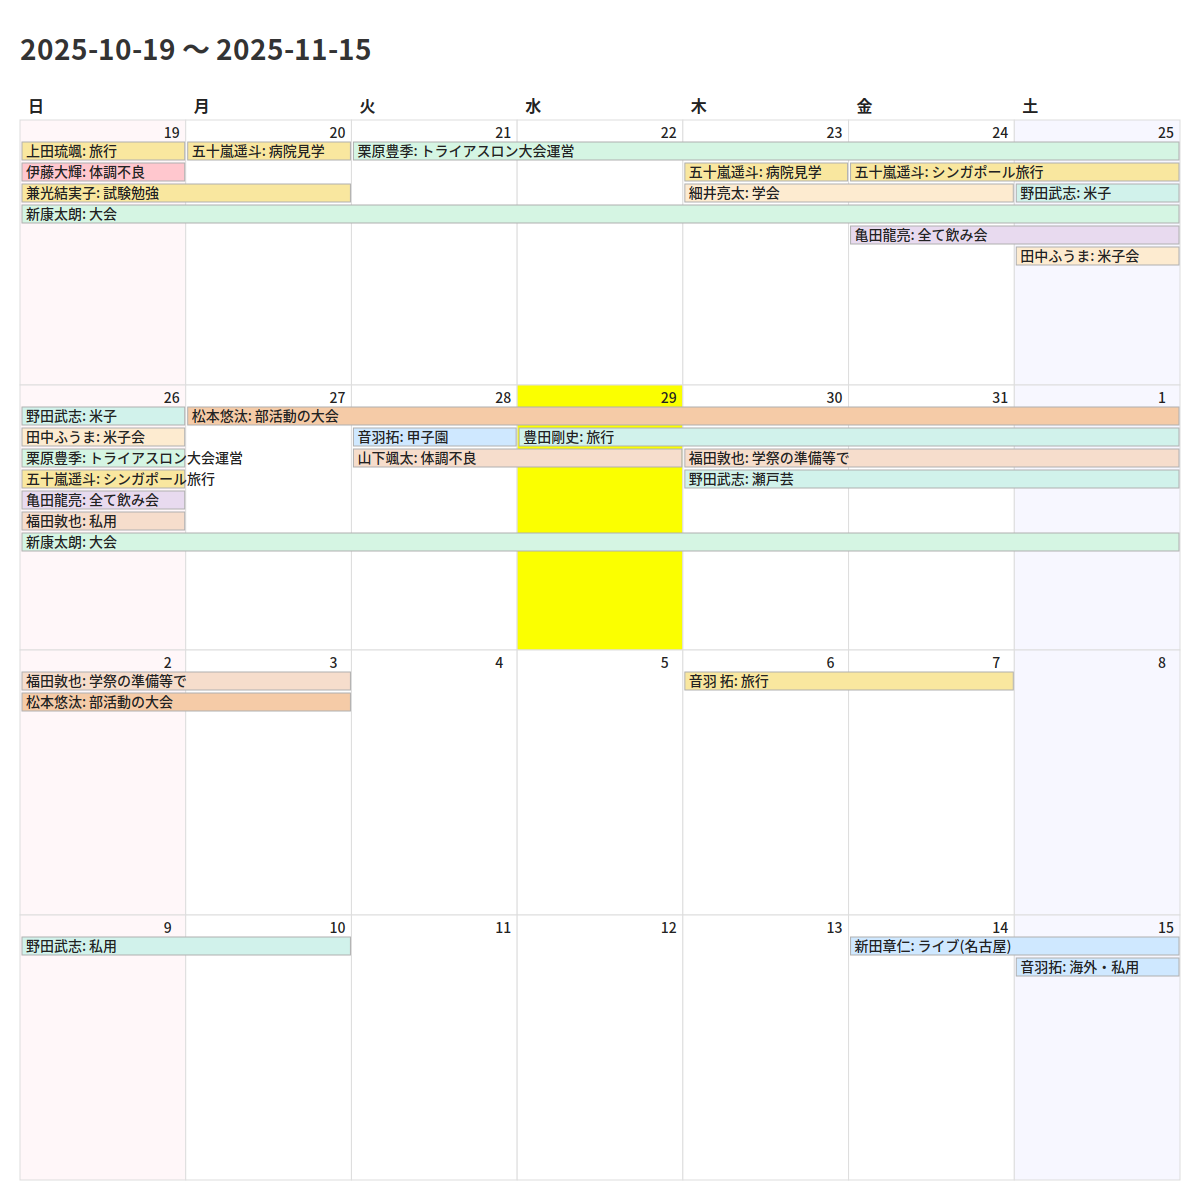 2025-10-19 〜 2025-11-15
日 月 火 水 木 金 土
19 20 21 22 23 24 25
上田琉颯: 旅行 五十嵐遥斗: 病院見学 栗原豊季: トライアスロン大会運営
伊藤大輝: 体調不良 五十嵐遥斗: 病院見学 五十嵐遥斗: シンガポール旅行
兼光結実子: 試験勉強 細井亮太: 学会 野田武志: 米子
新康太朗: 大会
亀田龍亮: 全て飲み会
田中ふうま: 米子会
26 27 28 29 30 31 1
野田武志: 米子 松本悠汰: 部活動の大会
田中ふうま: 米子会 音羽拓: 甲子園 豊田剛史: 旅行
栗原豊季: トライアスロン大会運営 山下颯太: 体調不良 福田敦也: 学祭の準備等で
五十嵐遥斗: シンガポール旅行 野田武志: 瀬戸芸
亀田龍亮: 全て飲み会
福田敦也: 私用
新康太朗: 大会
2 3 4 5 6 7 8
福田敦也: 学祭の準備等で 音羽 拓: 旅行
松本悠汰: 部活動の大会
9 10 11 12 13 14 15
野田武志: 私用 新田章仁: ライブ(名古屋)
音羽拓: 海外・私用